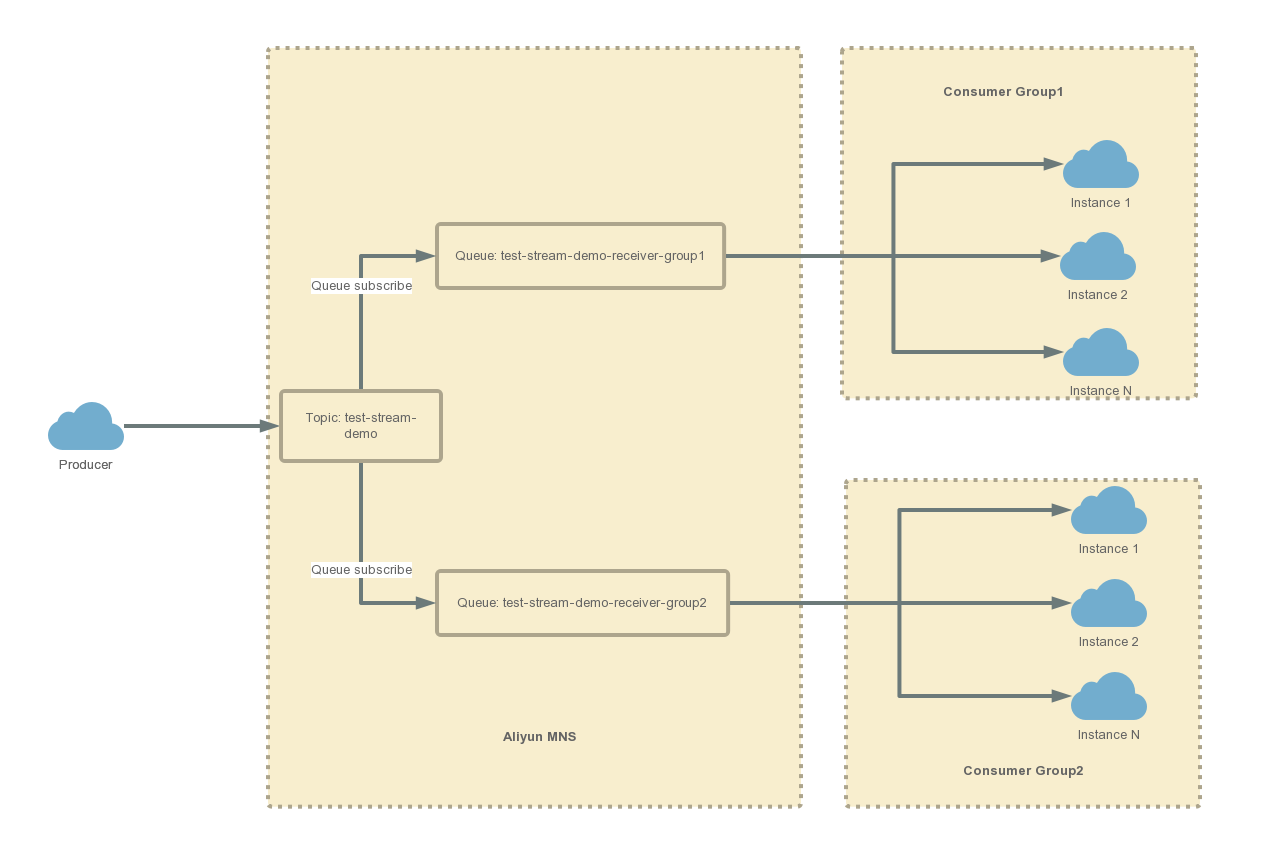 Consumer Group1
Instance 1
Queue: test-stream-demo-receiver-group1
Queue subscribe
Instance 2
Instance N
Topic: test-stream-
demo
Producer
Instance 1
Queue subscribe
Queue: test-stream-demo-receiver-group2
Instance 2
Instance N
Aliyun MNS
Consumer Group2